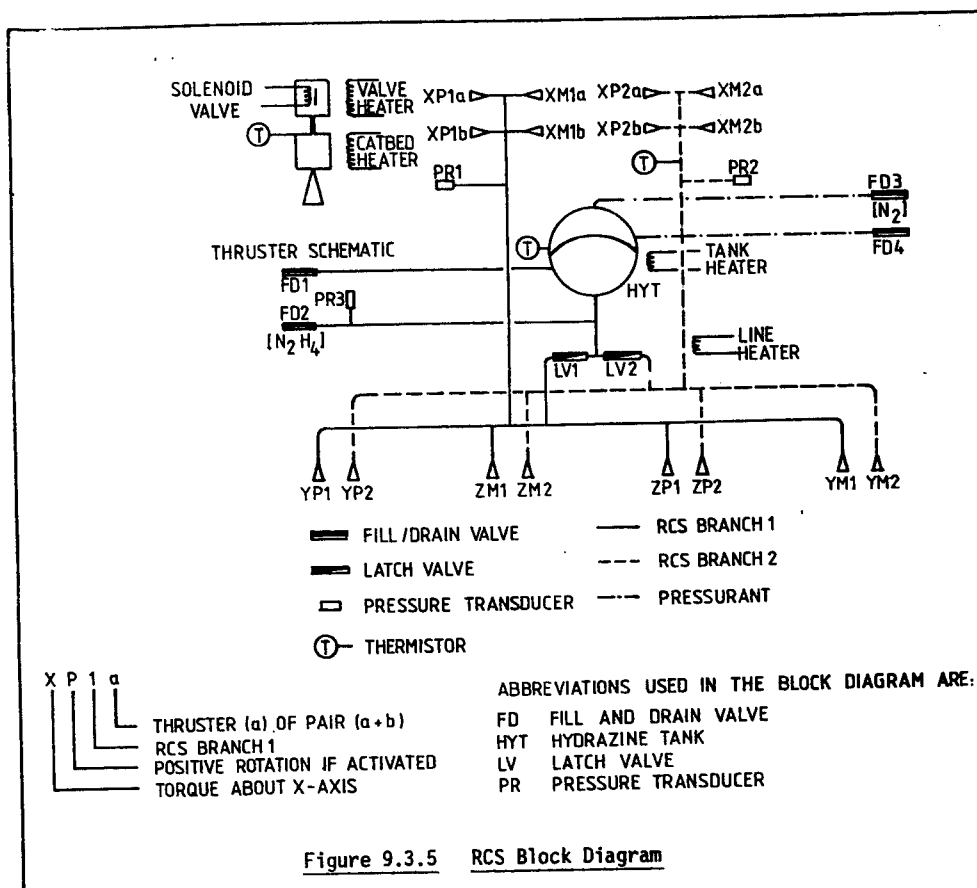 SOLENOID
VALVE
VALVE
HEATER
CATBED
HEATER
T
THRUSTER SCHEMATIC
XP1a XM1a XP2a XM2a
XP1b XM1b XP2b XM2b
PR1
T
PR2
FD3
[N2]
FD4
T
TANK
HEATER
HYT
FD1
PR3
FD2
[N2H4]
LV1 LV2
LINE
HEATER
YP1 YP2 ZM1 ZM2 ZP1 ZP2 YM1 YM2
FILL/DRAIN VALVE
LATCH VALVE
PRESSURE TRANSDUCER
T THERMISTOR
RCS BRANCH 1
RCS BRANCH 2
PRESSURANT
X P 1 a
THRUSTER (a) OF PAIR (a+b)
RCS BRANCH 1
POSITIVE ROTATION IF ACTIVATED
TORQUE ABOUT X-AXIS
ABBREVIATIONS USED IN THE BLOCK DIAGRAM ARE:
FD FILL AND DRAIN VALVE
HYT HYDRAZINE TANK
LV LATCH VALVE
PR PRESSURE TRANSDUCER
Figure 9.3.5 RCS Block Diagram